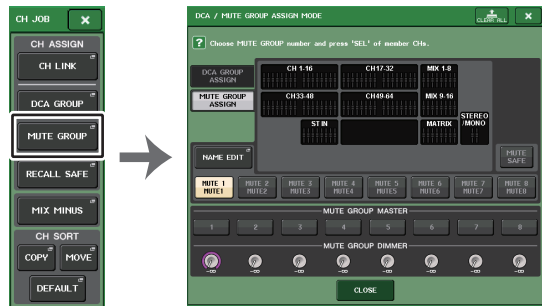 CH JOB
CH ASSIGN
CH LINK
DCA GROUP
MUTE GROUP
RECALL SAFE
MIX MINUS
CH SORT
COPY MOVE
DEFAULT
DCA / MUTE GROUP ASSIGN MODE
CLEAR ALL
? Choose MUTE GROUP number and press 'SEL' of member CHs.
DCA GROUP ASSIGN
MUTE GROUP ASSIGN
CH 1-16 CH17-32 MIX 1-8
CH33-48 CH49-64 MIX 9-16
STEREO /MONO
ST IN MATRIX
NAME EDIT
MUTE SAFE
MUTE 1 MUTE 2 MUTE 3 MUTE 4 MUTE 5 MUTE 6 MUTE 7 MUTE 8
MUTE1 MUTE2 MUTE3 MUTE4 MUTE5 MUTE6 MUTE7 MUTE8
MUTE GROUP MASTER
1 2 3 4 5 6 7 8
MUTE GROUP DIMMER
-∞ -∞ -∞ -∞ -∞ -∞ -∞ -∞
CLOSE